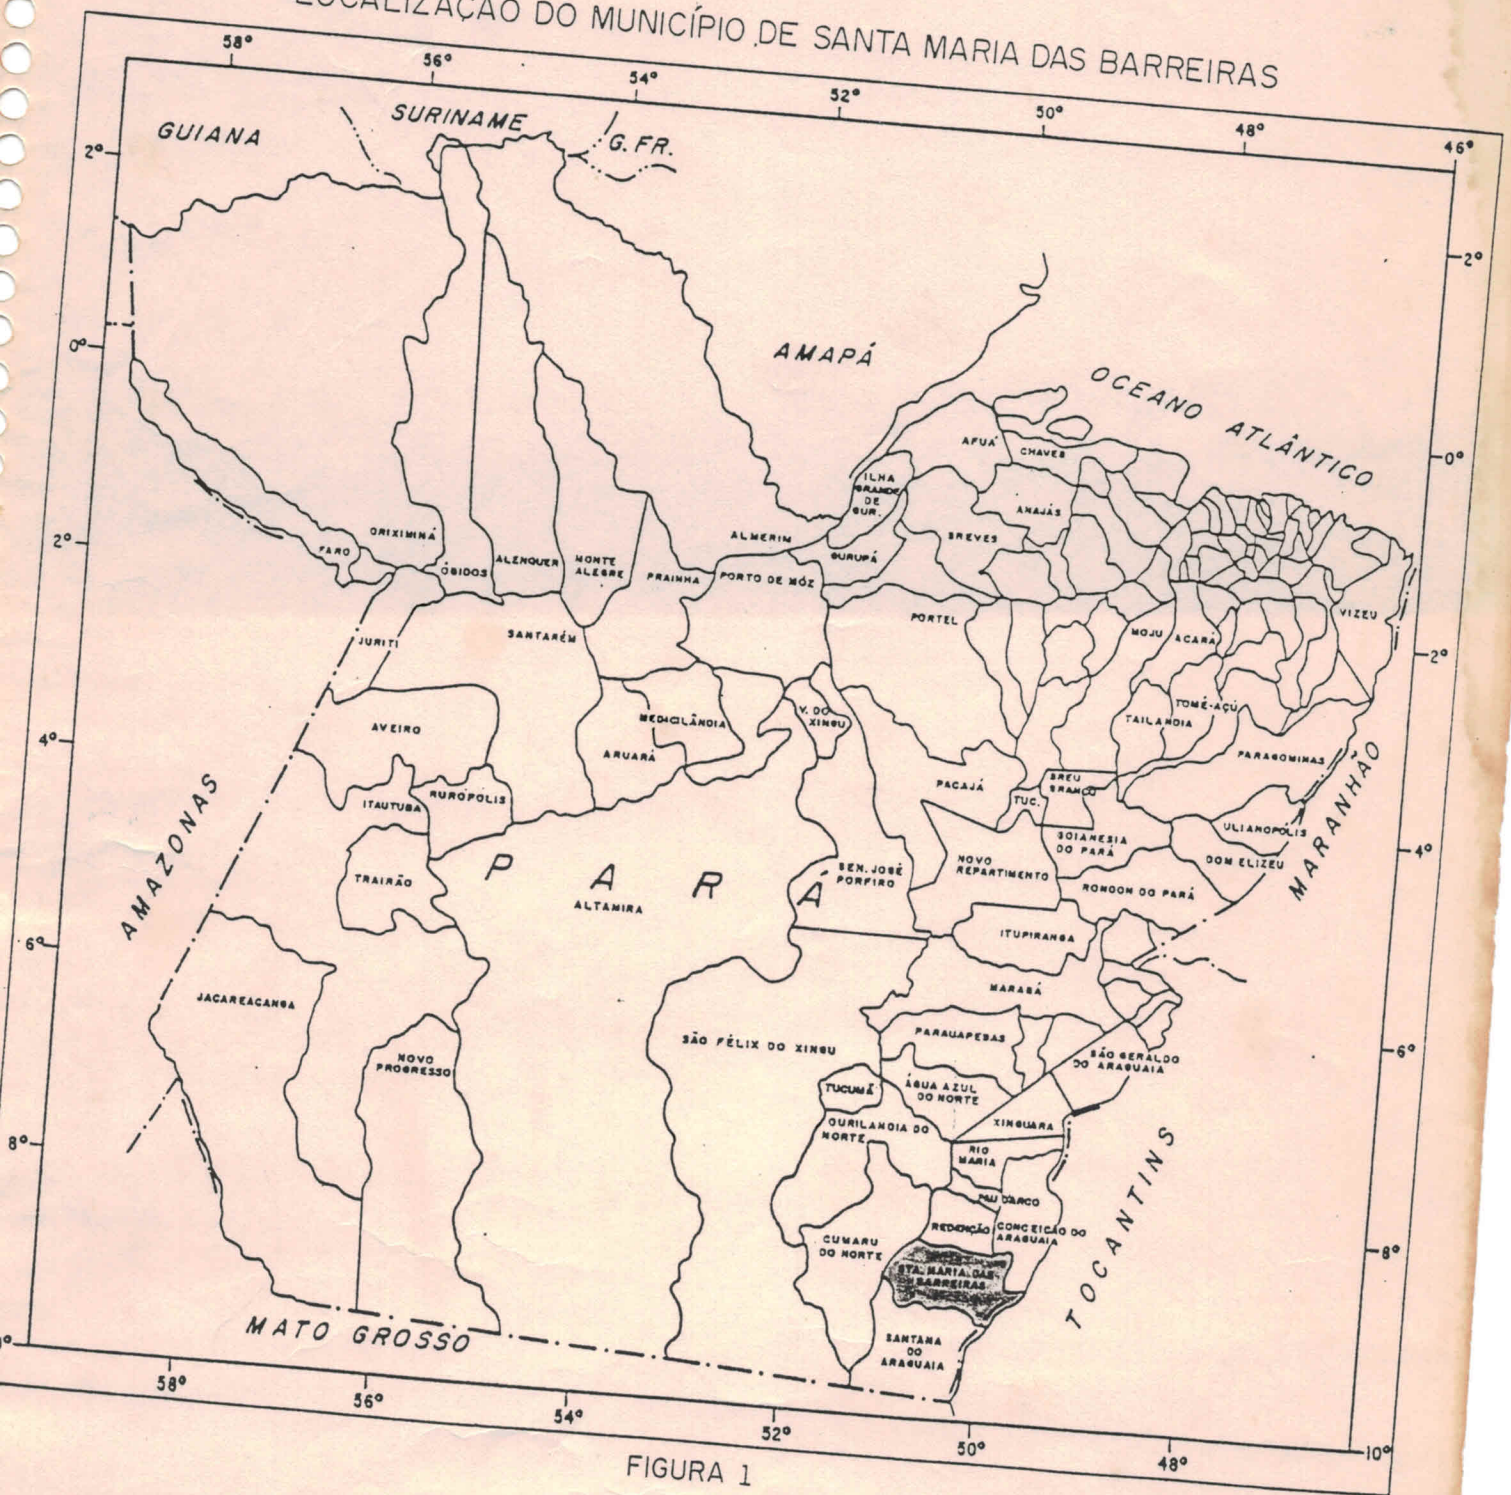 LOCALIZAÇÃO DO MUNICÍPIO DE SANTA MARIA DAS BARREIRAS
58°
56°
54°
52°
50°
48°
46°
GUIANA
SURINAME
G. FR.
2°
2°
0°
AMAPÁ
OCEANO ATLÂNTICO
0°
AFUÁ
CHAVES
ILHA
GRANDE
DE
GUR.
ANAJÁS
2°
ORIXIMINÁ
FARO
ÓBIDOS
ALENQUER
MONTE
ALEGRE
PRAINHA
ALMERIM
PORTO DE MÓZ
GURUPÁ
BREVES
VIZEU
JURITI
SANTARÉM
PORTEL
MOJU
ACARÁ
2°
AVEIRO
MEDICILÂNDIA
V. DO
XINGU
TAILANDIA
TOMÉ-AÇÚ
4°
ARUARÁ
PARAGOMINAS
ITAUTUBA
RURÓPOLIS
PACAJÁ
TUC.
BREU
BRANCO
AMAZONAS
MARANHÃO
ULIANOPÓLIS
GOIANESIA
DO PARÁ
DOM ELIZEU
4°
TRAIRÃO
PARÁ
ALTAMIRA
SEN. JOSÉ
PORFIRO
NOVO
REPARTIMENTO
RONDON DO PARÁ
6°
ITUPIRANGA
JACAREACANGA
MARABÁ
NOVO
PROGRESSO
SÃO FÉLIX DO XINGU
PARAUAPEBAS
SÃO GERALDO
DO ARAGUAIA
6°
TUCUMÃ
ÁGUA AZUL
DO NORTE
8°
OURILANDIA DO
NORTE
XINGUARA
RIO
MARIA
PAU D'ARCO
REDENÇÃO
CONCEICÃO DO
ARAGUAIA
TOCANTINS
CUMARU
DO NORTE
8°
STA. MARIA DAS
BARREIRAS
MATO GROSSO
SANTANA
DO
ARAGUAIA
58°
56°
54°
52°
50°
48°
10°
FIGURA 1